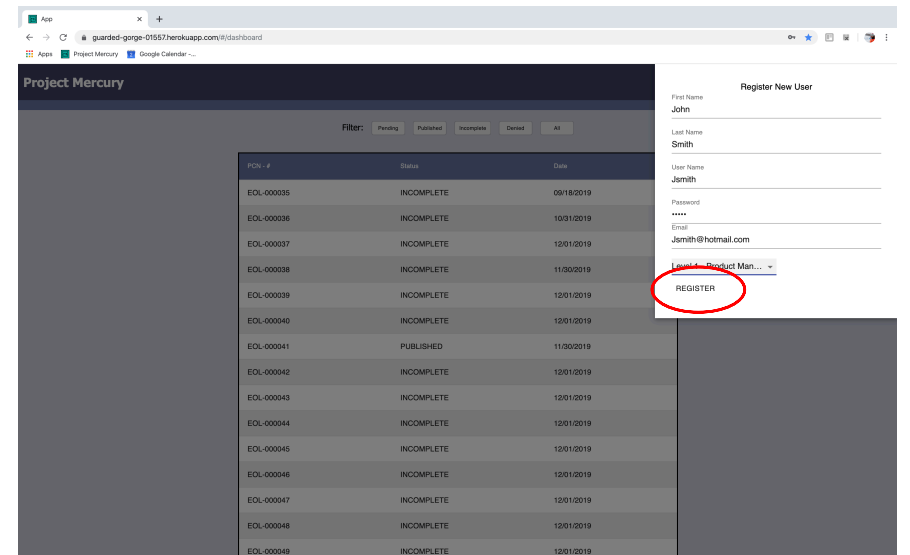 App
guarded-gorge-01557.herokuapp.com/#/dashboard
Apps Project Mercury Google Calendar -...
Project Mercury
Filter: Pending Published Incomplete Denied All
PCN - # Status Date
EOL-000035 INCOMPLETE 09/18/2019
EOL-000036 INCOMPLETE 10/31/2019
EOL-000037 INCOMPLETE 12/01/2019
EOL-000038 INCOMPLETE 11/30/2019
EOL-000039 INCOMPLETE 12/01/2019
EOL-000040 INCOMPLETE 12/01/2019
EOL-000041 PUBLISHED 11/30/2019
EOL-000042 INCOMPLETE 12/01/2019
EOL-000043 INCOMPLETE 12/01/2019
EOL-000044 INCOMPLETE 12/01/2019
EOL-000045 INCOMPLETE 12/01/2019
EOL-000046 INCOMPLETE 12/01/2019
EOL-000047 INCOMPLETE 12/01/2019
EOL-000048 INCOMPLETE 12/01/2019
EOL-000049 INCOMPLETE 12/01/2019
Register New User
First Name
John
Last Name
Smith
User Name
Jsmith
Password
•••••
Email
Jsmith@hotmail.com
Level 1 - Product Man...
REGISTER